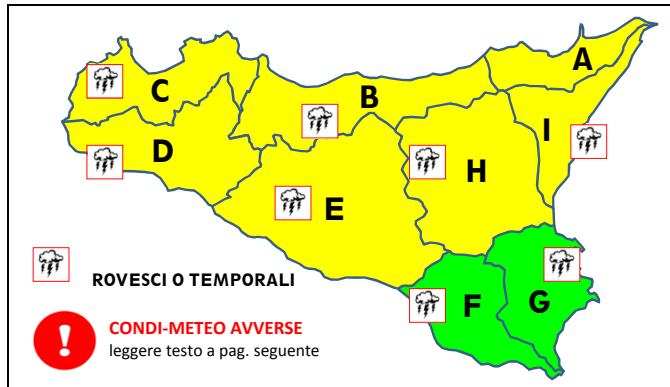 A
C
B
I
D
H
E
ROVESCI O TEMPORALI
F
G
CONDI-METEO AVVERSE
leggere testo a pag. seguente